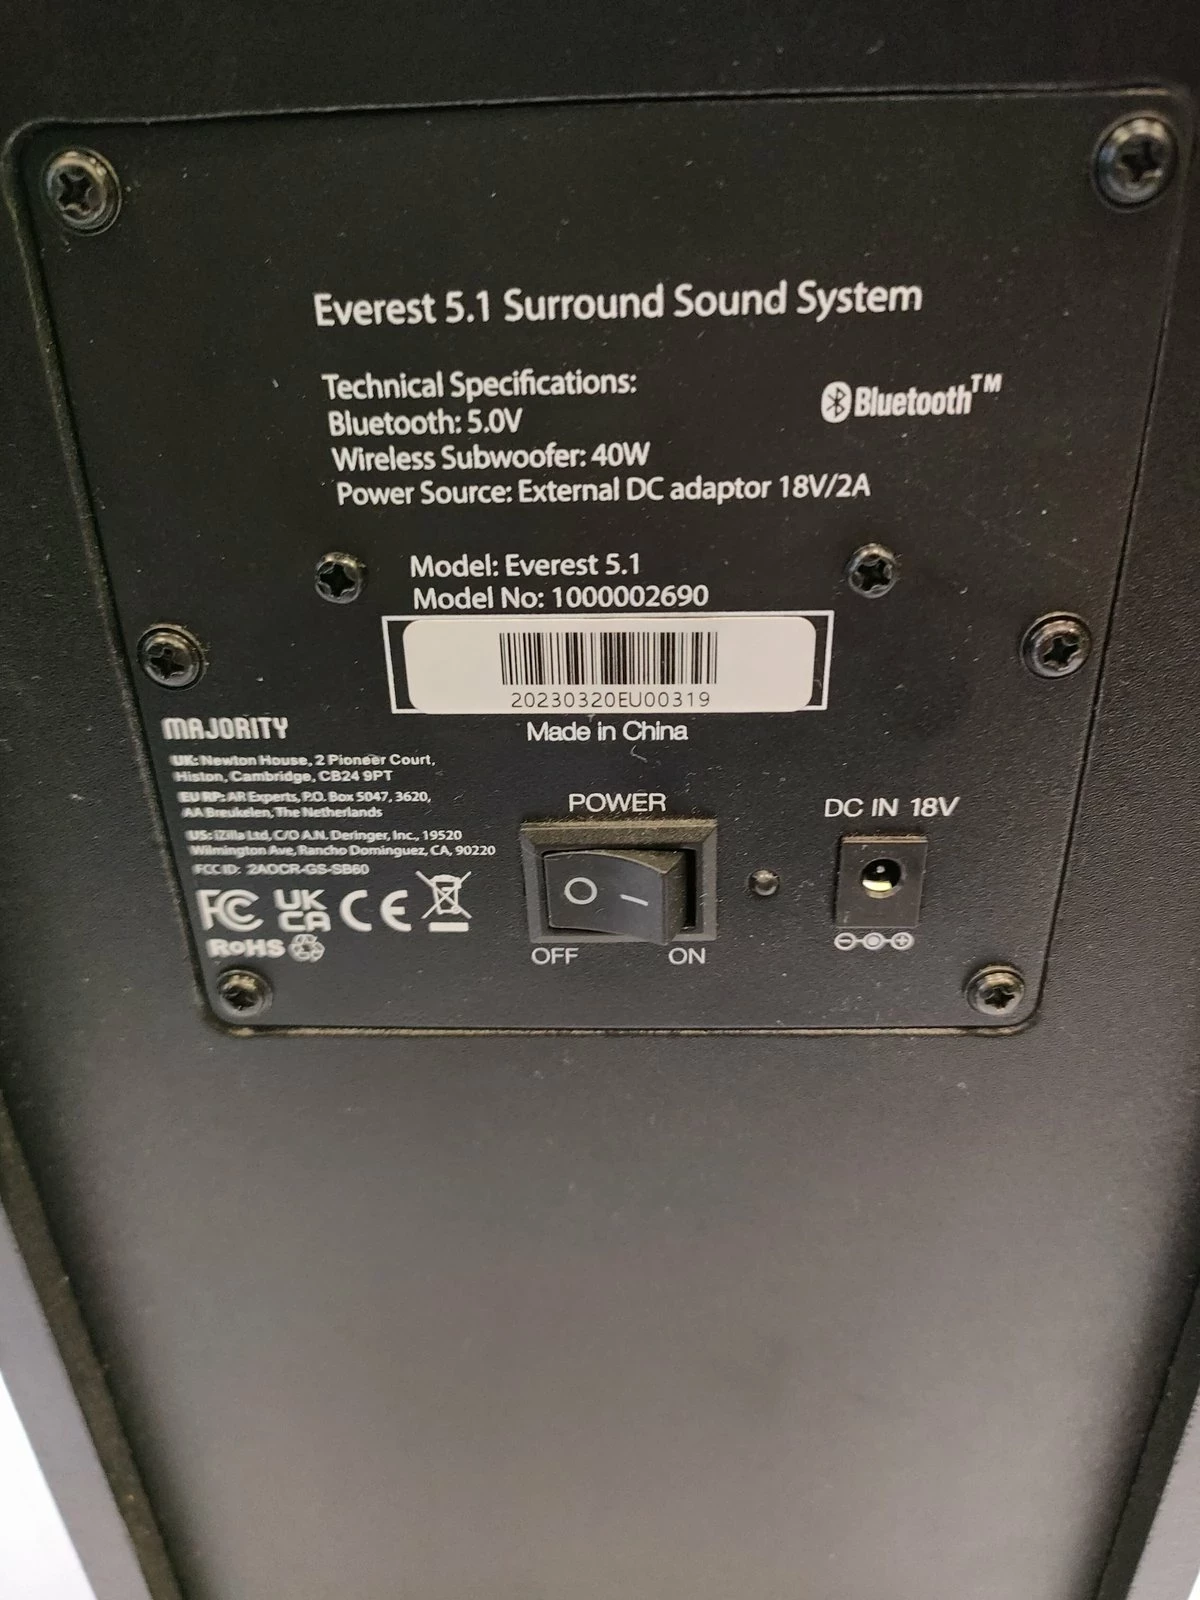 Everest 5.1 Surround Sound System
Technical Specifications:
Bluetooth: 5.0V
Wireless Subwoofer: 40W
Power Source: External DC adaptor 18V/2A
Bluetooth™
Model: Everest 5.1
Model No: 1000002690
20230320EU00319
Made in China
MAJORITY
UK: Newton House, 2 Pioneer Court,
Histon, Cambridge, CB24 9PT
EU RP: AR Experts, P.O. Box 5047, 3620,
AA Breukelen, The Netherlands
US: iZilla Ltd, C/O A.N. Deringer, Inc., 19520
Wilmington Ave, Rancho Dominguez, CA, 90220
FCC ID: 2AOCR-GS-SB60
FC UK CA CE
RoHS
POWER
O –
OFF ON
DC IN 18V